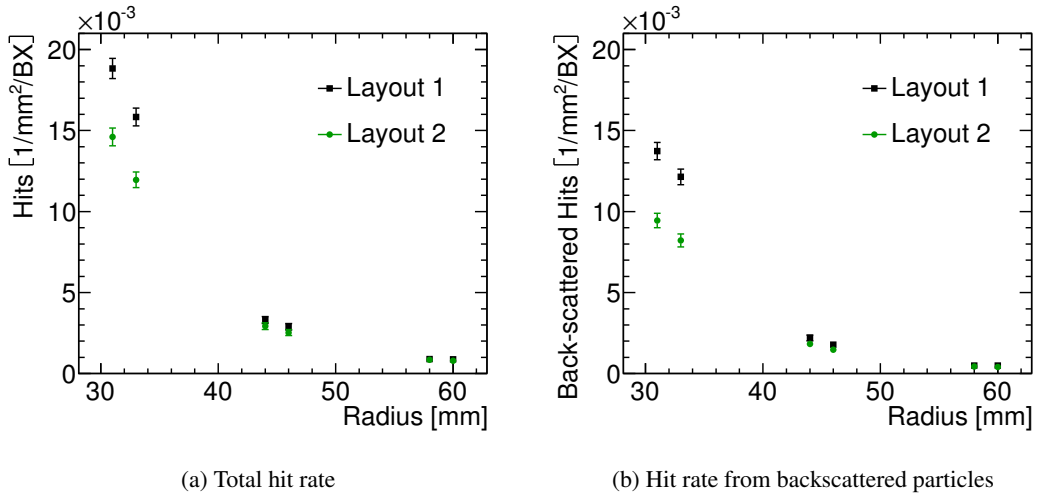 ×10⁻³
Hits [1/mm²/BX]
20
15
10
5
0
30 40 50 60
Radius [mm]
Layout 1
Layout 2
(a) Total hit rate
×10⁻³
Back-scattered Hits [1/mm²/BX]
20
15
10
5
0
30 40 50 60
Radius [mm]
Layout 1
Layout 2
(b) Hit rate from backscattered particles